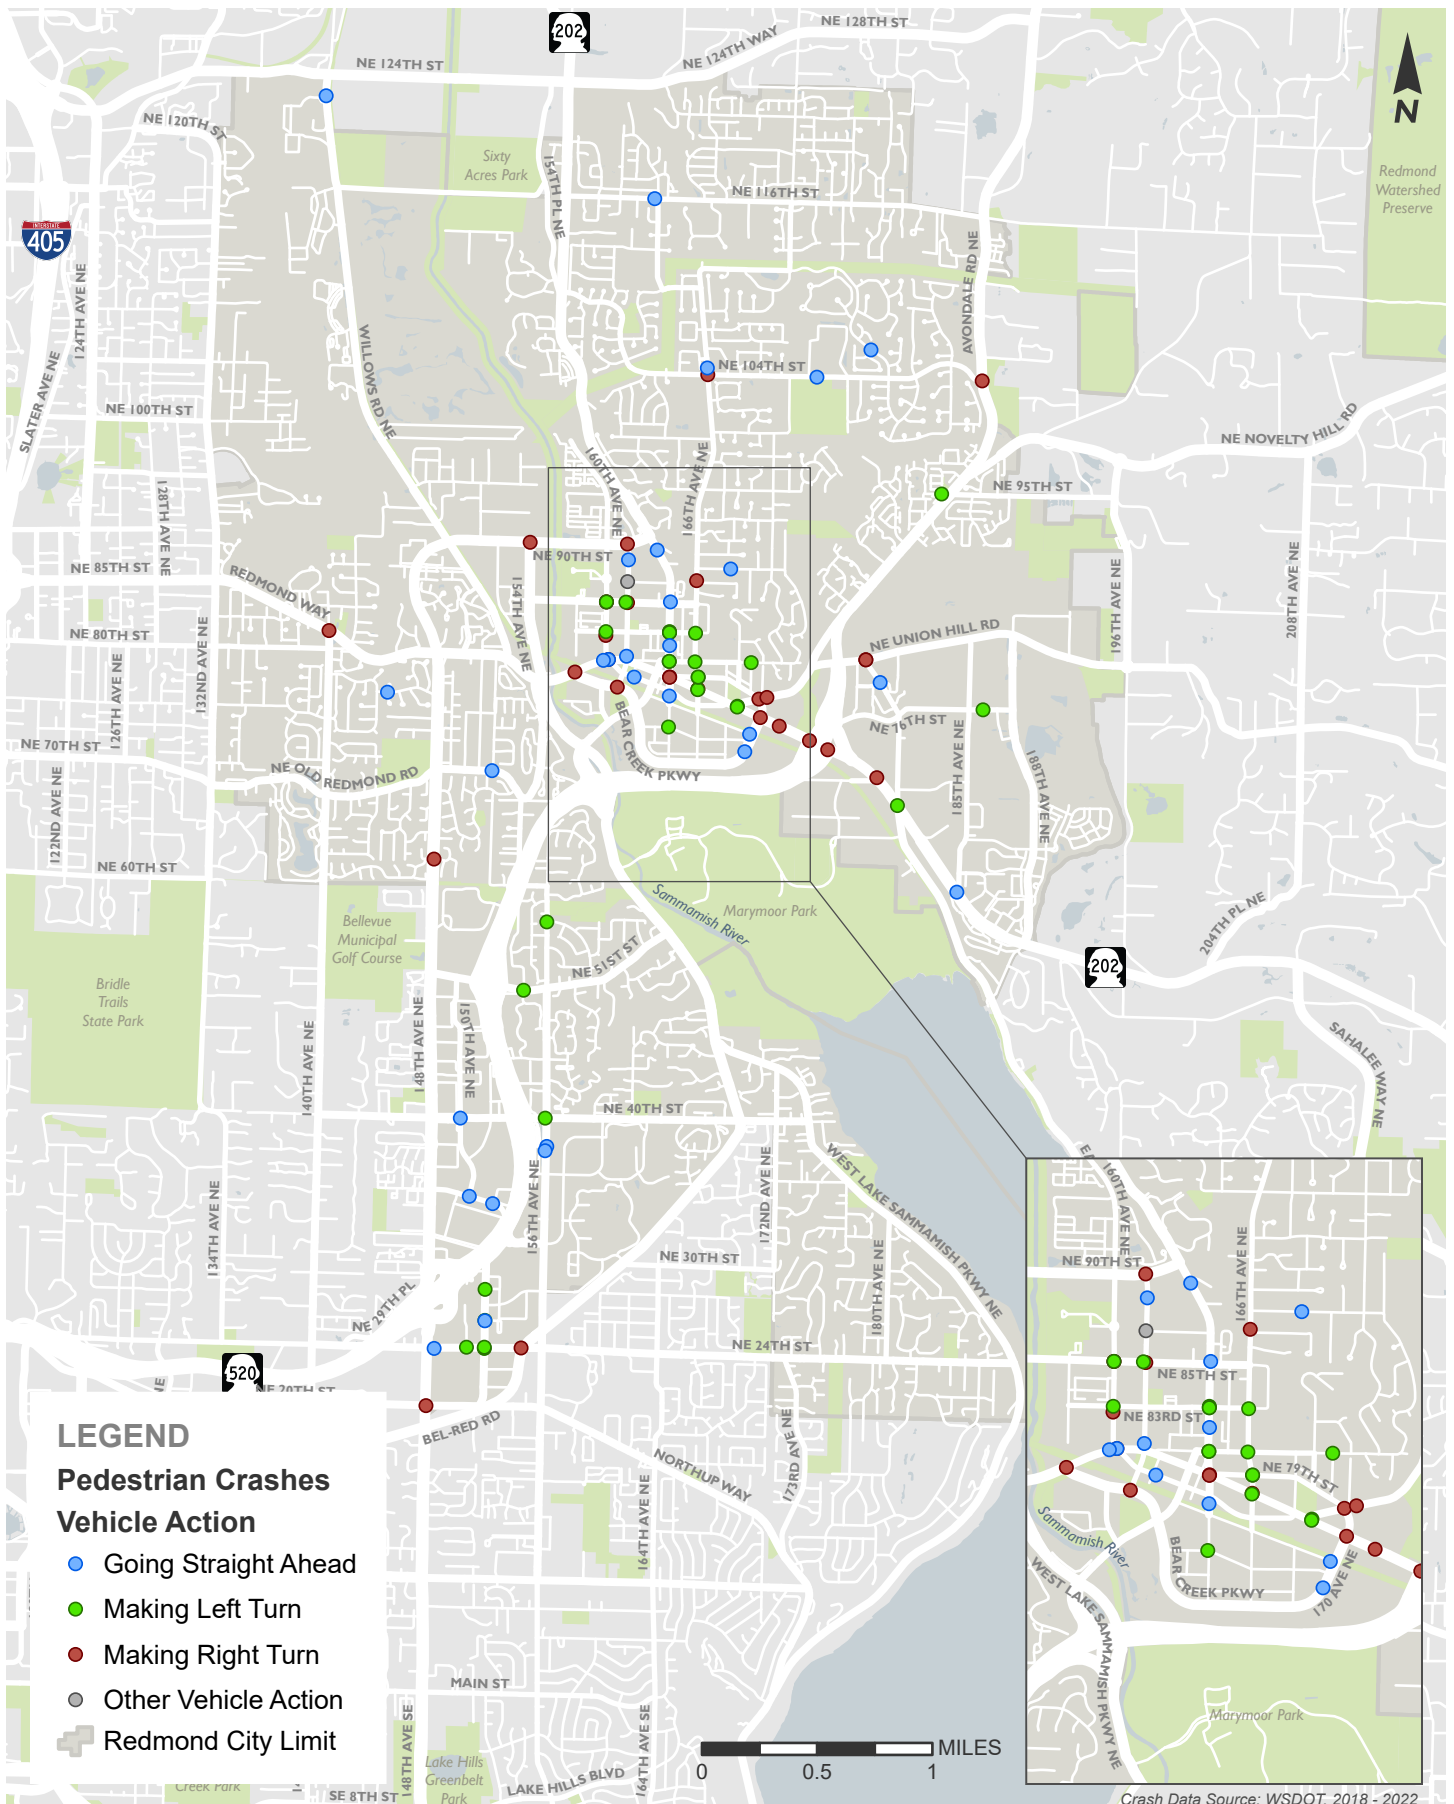 202
NE 128TH ST
NE 124TH WAY
NE 124TH ST
N
NE 120TH ST
Sixty
Acres Park
154TH PL NE
NE 116TH ST
Redmond
Watershed
Preserve
INTERSTATE
405
124TH AVE NE
AVONDALE RD NE
WILLOWS RD NE
SLATER AVE NE
NE 104TH ST
NE 100TH ST
NE NOVELTY HILL RD
160TH AVE NE
166TH AVE NE
128TH AVE NE
NE 95TH ST
NE 90TH ST
NE 85TH ST
REDMOND WAY
154TH AVE NE
196TH AVE NE
208TH AVE NE
NE 80TH ST
132ND AVE NE
126TH AVE NE
NE UNION HILL RD
NE 76TH ST
BEAR CREEK PKWY
185TH AVE NE
188TH AVE NE
NE 70TH ST
NE OLD REDMOND RD
122ND AVE NE
NE 60TH ST
Sammamish River
Marymoor Park
Bellevue
Municipal
Golf Course
NE 51ST ST
204TH PL NE
202
Bridle
Trails
State Park
148TH AVE NE
150TH AVE NE
140TH AVE NE
SAHALEE WAY NE
NE 40TH ST
WEST LAKE SAMMAMISH PKWY NE
172ND AVE NE
156TH AVE NE
134TH AVE NE
180TH AVE NE
NE 30TH ST
NE 29TH PL
NE 24TH ST
520
NE 20TH ST
BEL-RED RD
NORTHUP WAY
173RD AVE NE
164TH AVE NE
MAIN ST
148TH AVE SE
164TH AVE SE
Lake Hills
Greenbelt
Park
LAKE HILLS BLVD
SE 8TH ST
Creek Park
NE
LEGEND
Pedestrian Crashes
Vehicle Action
Going Straight Ahead
Making Left Turn
Making Right Turn
Other Vehicle Action
Redmond City Limit
MILES
0 0.5 1
160TH AVE NE
NE 90TH ST
166TH AVE NE
NE 85TH ST
NE 83RD ST
NE 79TH ST
Sammamish River
BEAR CREEK PKWY
170 AVE NE
WEST LAKE SAMMAMISH PKWY NE
Marymoor Park
Crash Data Source: WSDOT, 2018 - 2022